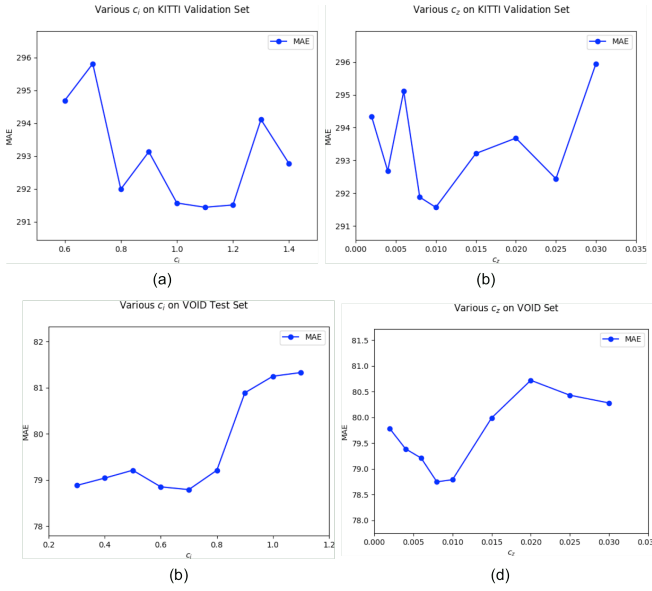 Various c_i on KITTI Validation Set
MAE
296
295
294
293
292
291
MAE
0.6 0.8 1.0 1.2 1.4
c_i
(a)
Various c_z on KITTI Validation Set
MAE
296
295
294
293
292
291
MAE
0.000 0.005 0.010 0.015 0.020 0.025 0.030 0.035
c_z
(b)
Various c_i on VOID Test Set
MAE
82
81
80
79
78
MAE
0.2 0.4 0.6 0.8 1.0 1.2
c_i
(b)
Various c_z on VOID Set
MAE
81.5
81.0
80.5
80.0
79.5
79.0
78.5
78.0
MAE
0.000 0.005 0.010 0.015 0.020 0.025 0.030 0.03
c_z
(d)